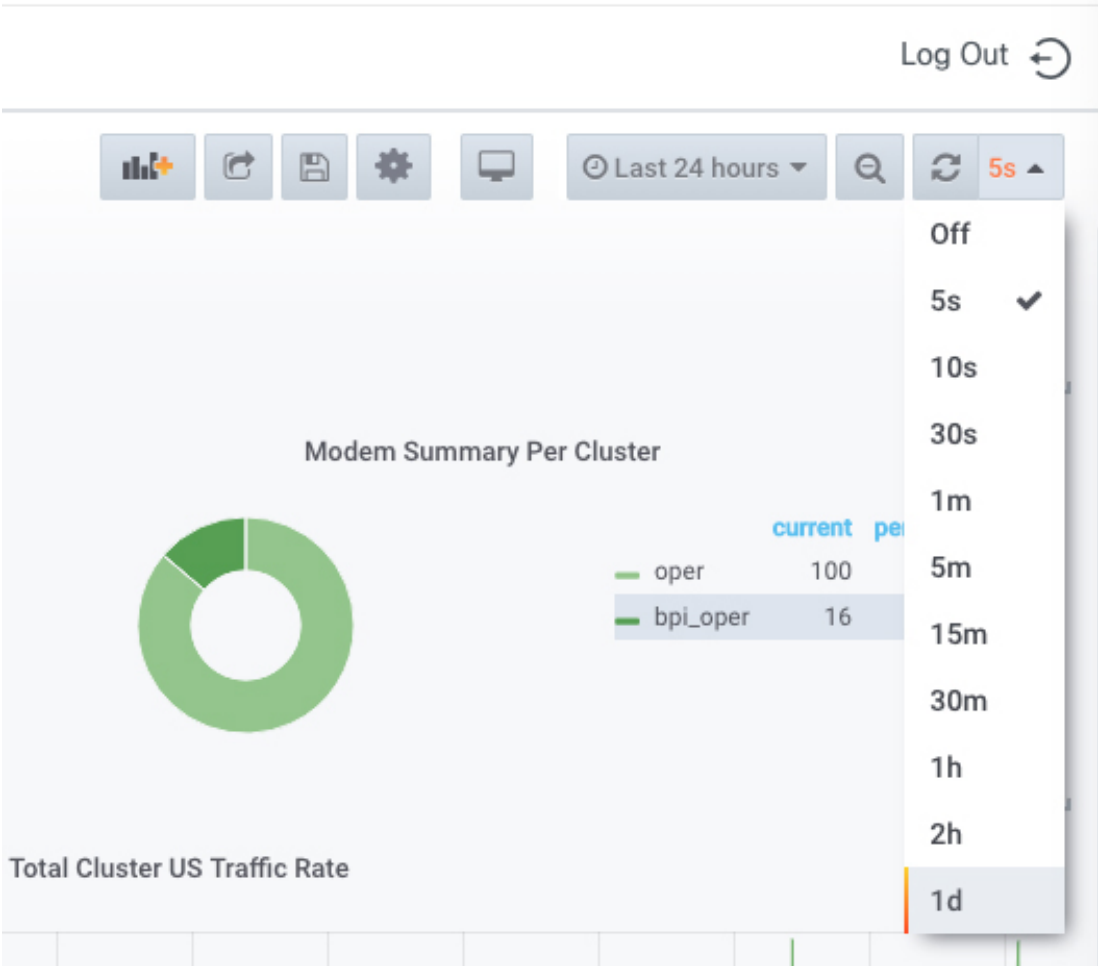 Log Out
Last 24 hours
5s
Off
5s
10s
30s
1m
5m
15m
30m
1h
2h
1d
Modem Summary Per Cluster
current
oper 100
bpi_oper 16
Total Cluster US Traffic Rate